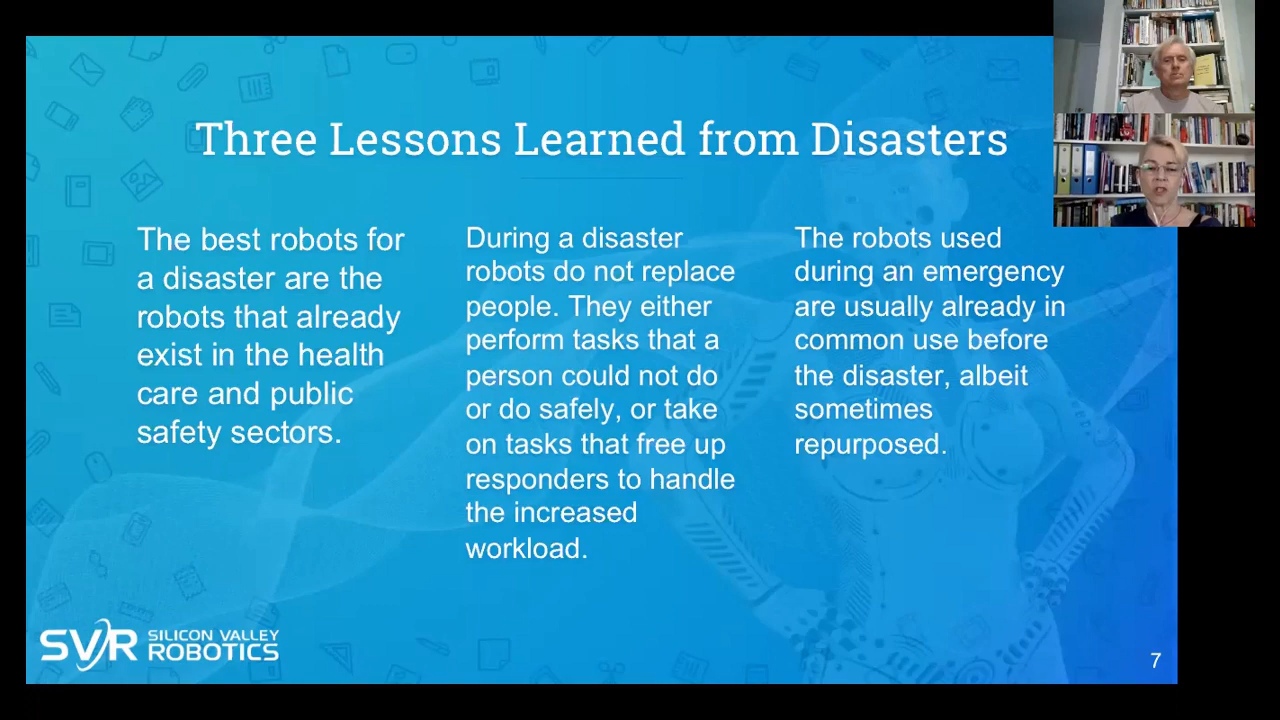 Three Lessons Learned from Disasters
The best robots for
a disaster are the
robots that already
exist in the health
care and public
safety sectors.
During a disaster
robots do not replace
people. They either
perform tasks that a
person could not do
or do safely, or take
on tasks that free up
responders to handle
the increased
workload.
The robots used
during an emergency
are usually already in
common use before
the disaster, albeit
sometimes
repurposed.
SVR SILICON VALLEY
ROBOTICS
7